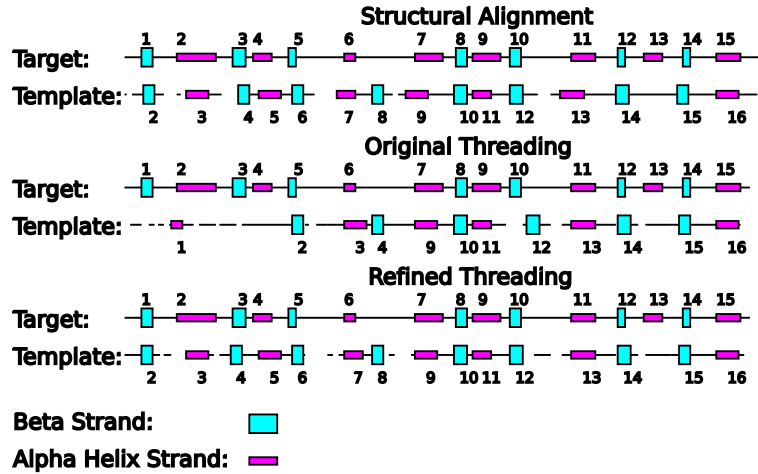 Structural Alignment
1 2 3 4 5 6 7 8 9 10 11 12 13 14 15
Target:
Template:
2 3 4 5 6 7 8 9 10 11 12 13 14 15 16
Original Threading
1 2 3 4 5 6 7 8 9 10 11 12 13 14 15
Target:
Template:
1 2 3 4 9 10 11 12 13 14 15 16
Refined Threading
1 2 3 4 5 6 7 8 9 10 11 12 13 14 15
Target:
Template:
2 3 4 5 6 7 8 9 10 11 12 13 14 15 16
Beta Strand:
Alpha Helix Strand: